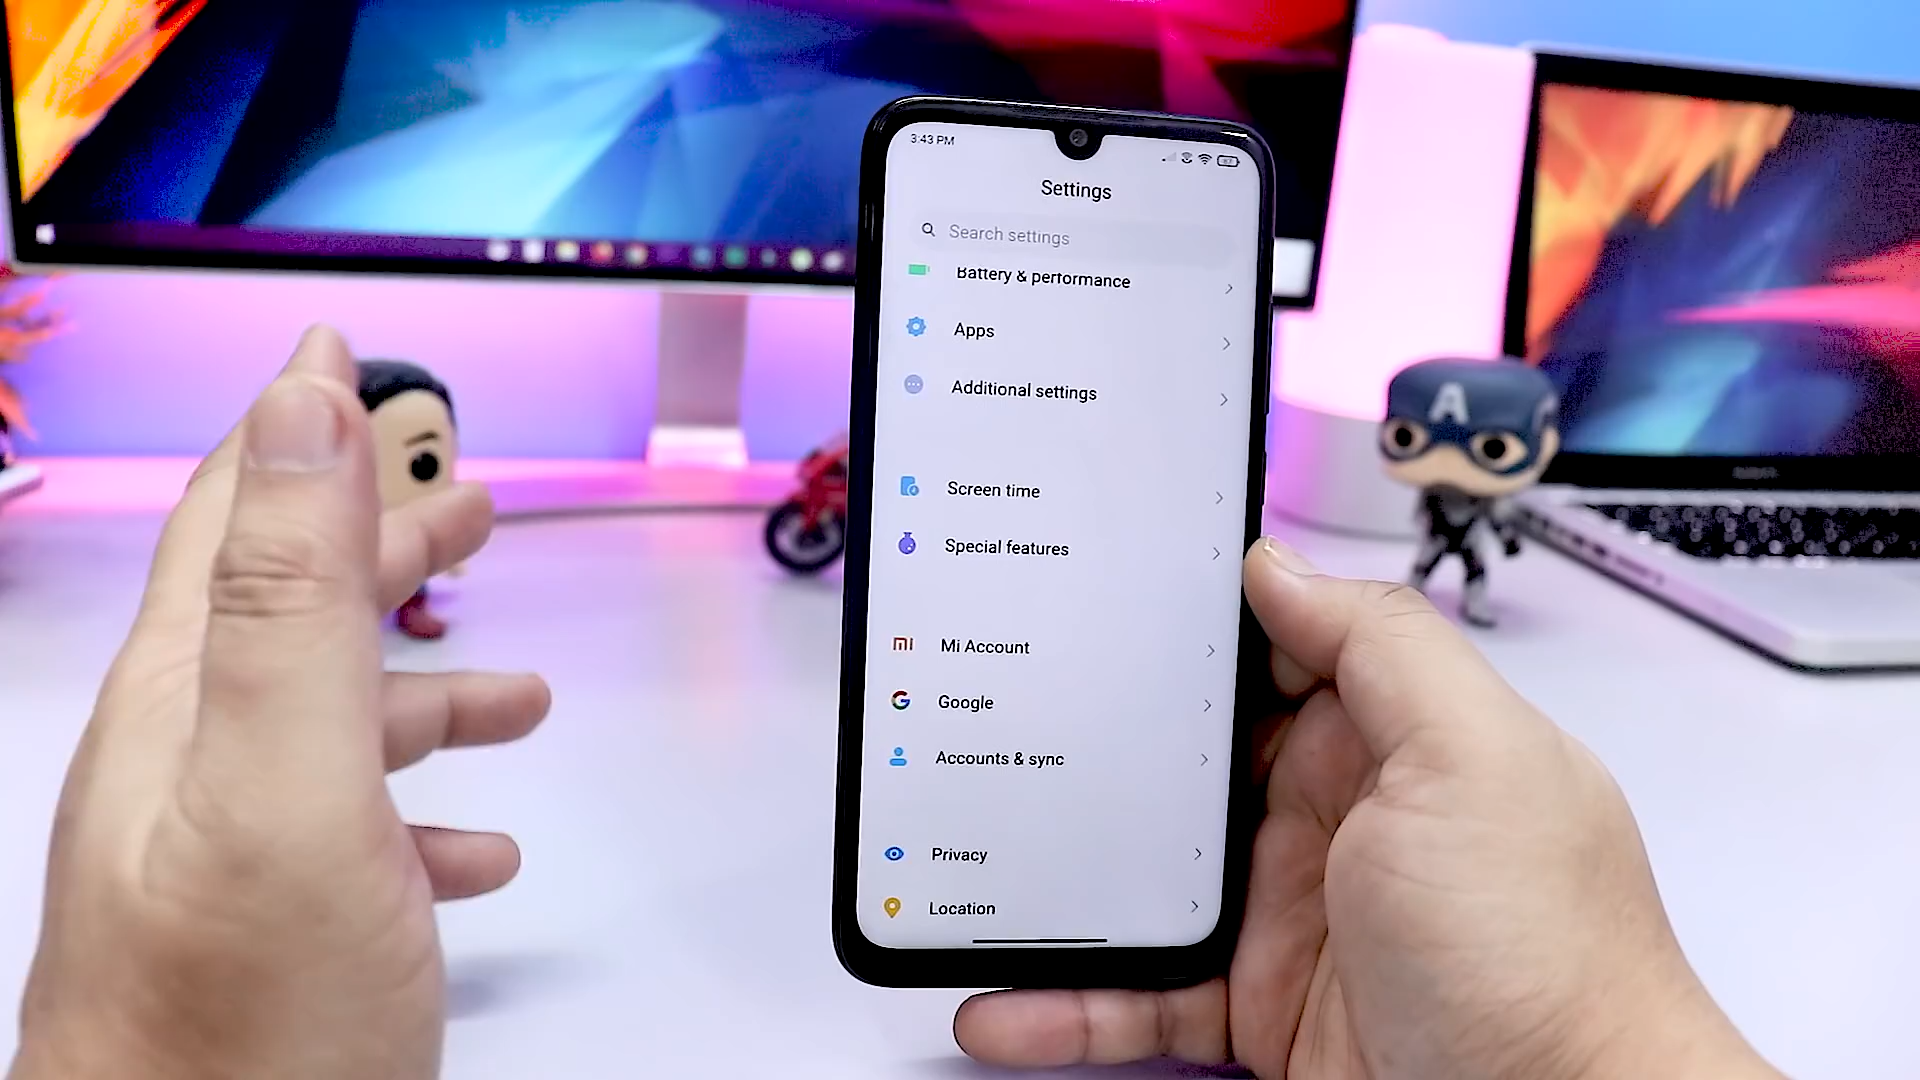 3:43 PM
Settings
Search settings
Battery & performance
Apps
Additional settings
Screen time
Special features
Mi Account
Google
Accounts & sync
Privacy
Location
A